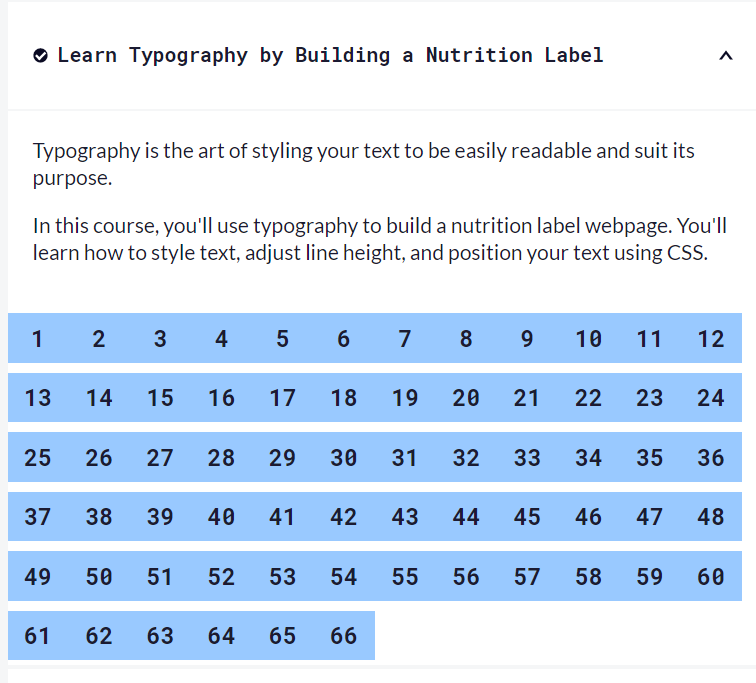 Learn Typography by Building a Nutrition Label
Typography is the art of styling your text to be easily readable and suit its
purpose.
In this course, you'll use typography to build a nutrition label webpage. You'll
learn how to style text, adjust line height, and position your text using CSS.
1 2 3 4 5 6 7 8 9 10 11 12
13 14 15 16 17 18 19 20 21 22 23 24
25 26 27 28 29 30 31 32 33 34 35 36
37 38 39 40 41 42 43 44 45 46 47 48
49 50 51 52 53 54 55 56 57 58 59 60
61 62 63 64 65 66